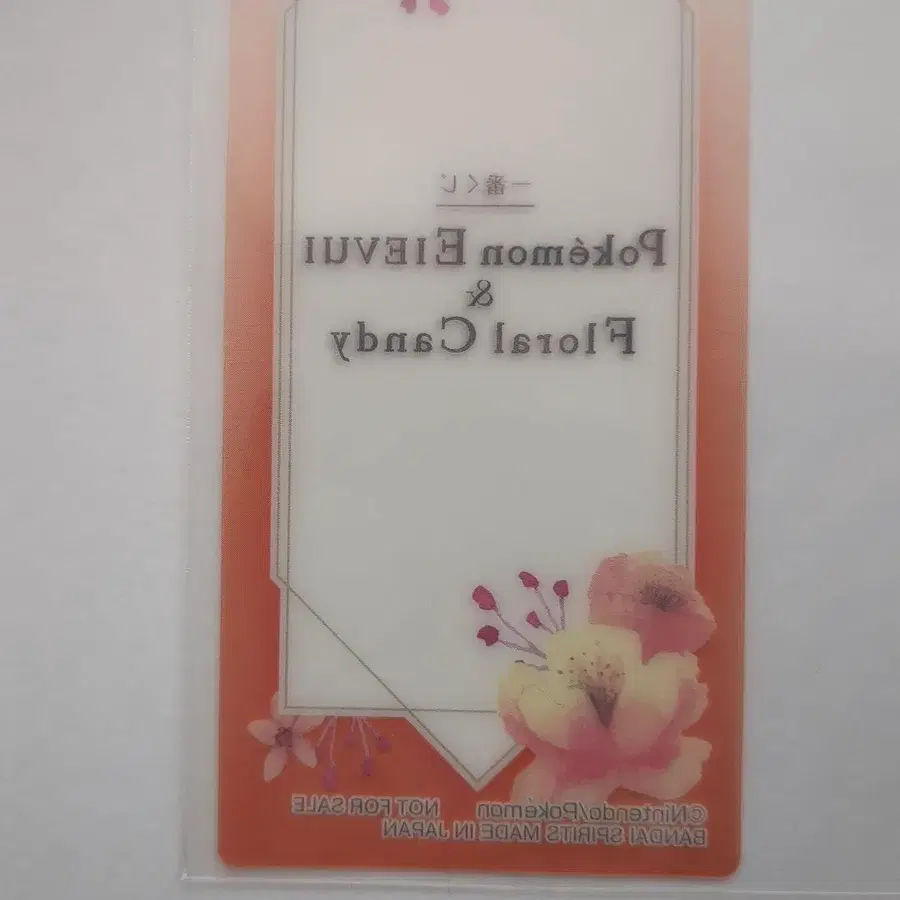 一番くじ
Pokémon EIEVUI
&
Floral Candy
©Nintendo/Pokémon NOT FOR SALE
BANDAI SPIRITS MADE IN JAPAN